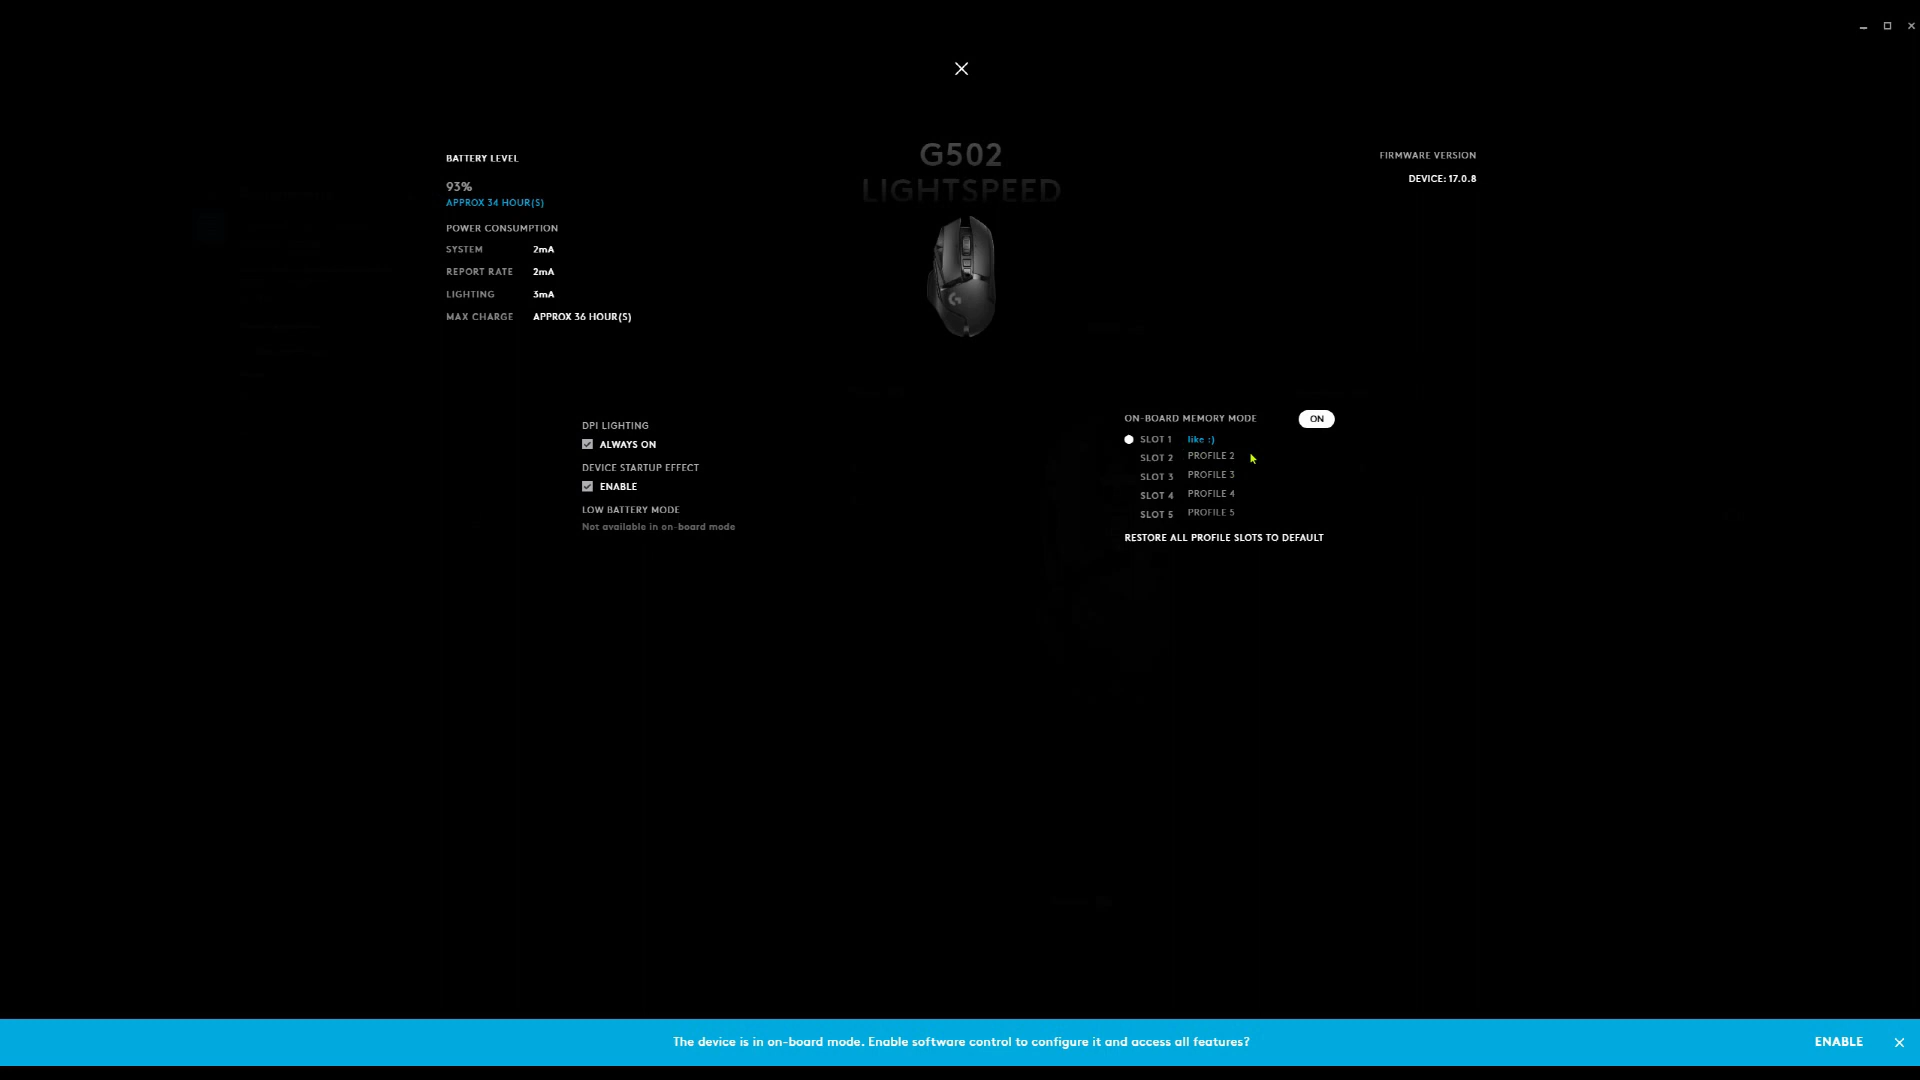 G502
LIGHTSPEED
BATTERY LEVEL
93%
APPROX 34 HOUR(S)
POWER CONSUMPTION
SYSTEM 2mA
REPORT RATE 2mA
LIGHTING 3mA
MAX CHARGE APPROX 36 HOUR(S)
FIRMWARE VERSION
DEVICE: 17.0.8
DPI LIGHTING
ALWAYS ON
DEVICE STARTUP EFFECT
ENABLE
LOW BATTERY MODE
Not available in on-board mode
ON-BOARD MEMORY MODE ON
SLOT 1 like :)
SLOT 2 PROFILE 2
SLOT 3 PROFILE 3
SLOT 4 PROFILE 4
SLOT 5 PROFILE 5
RESTORE ALL PROFILE SLOTS TO DEFAULT
The device is in on-board mode. Enable software control to configure it and access all features?
ENABLE